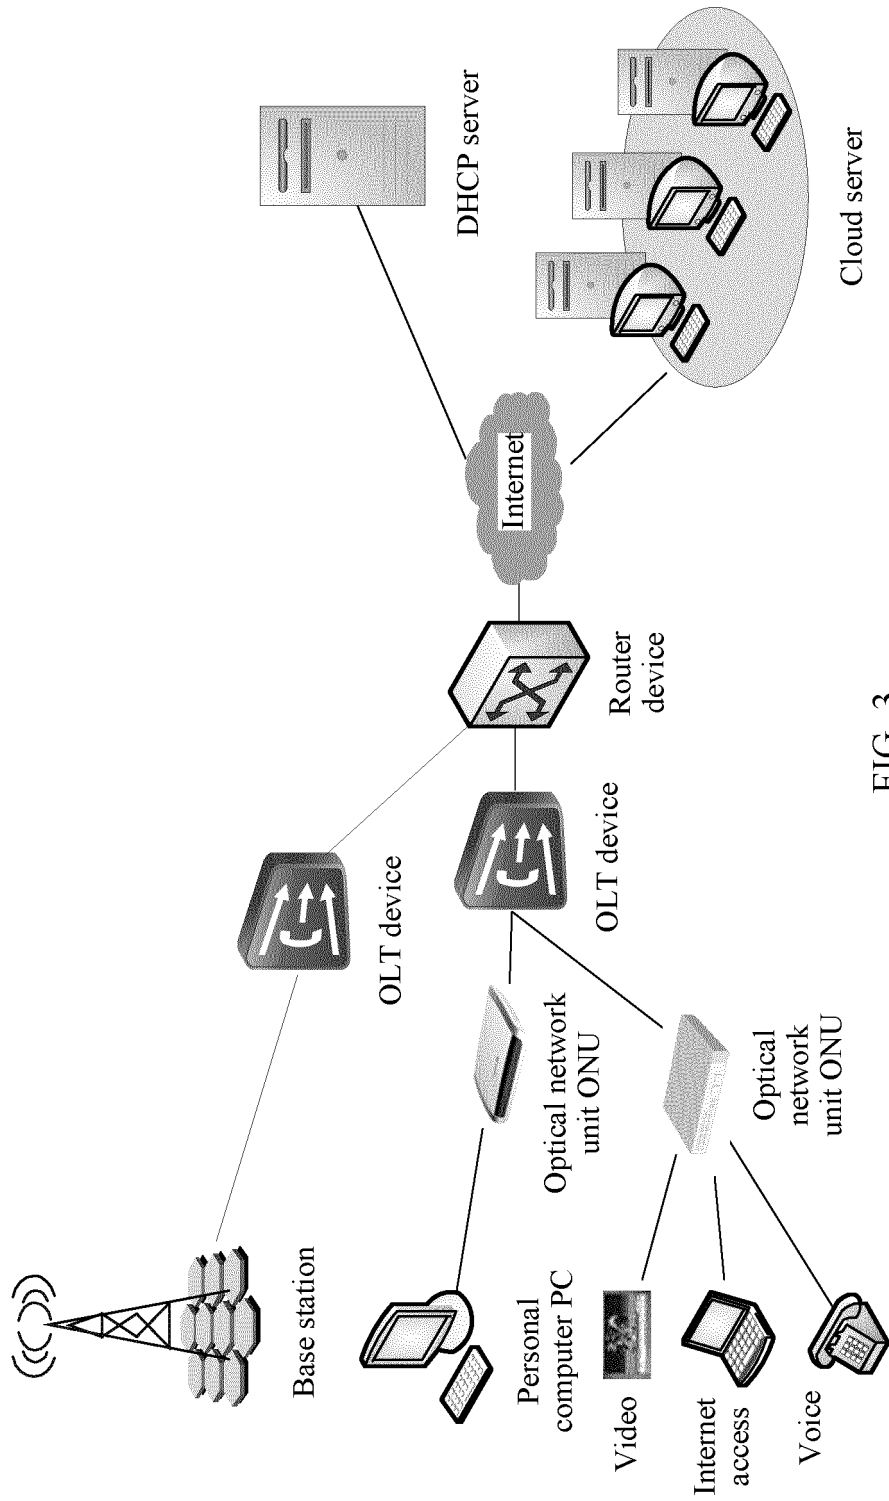 Base station
Personal
computer PC
Video
Internet
access
Voice
OLT device
Optical network
unit ONU
Optical
network
unit ONU
OLT device
Router
device
Internet
DHCP server
Cloud server
FIG. 3